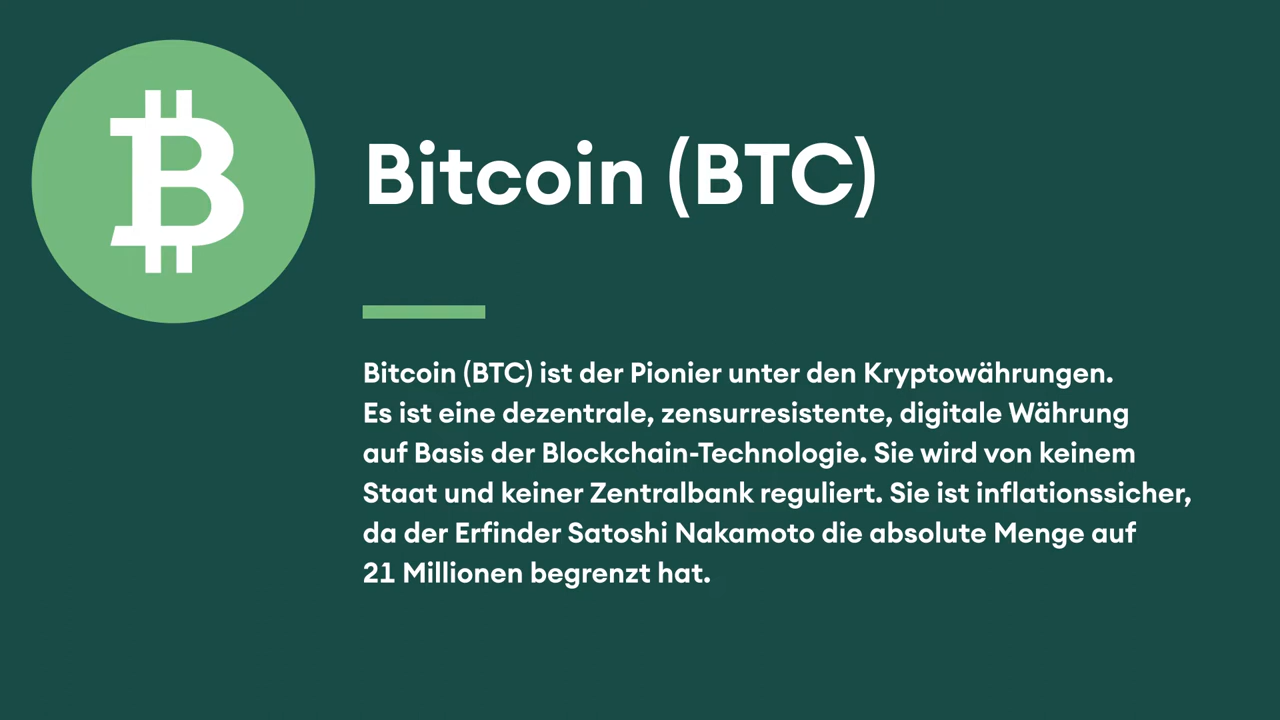 Bitcoin (BTC)
Bitcoin (BTC) ist der Pionier unter den Kryptowährungen.
Es ist eine dezentrale, zensurresistente, digitale Währung
auf Basis der Blockchain-Technologie. Sie wird von keinem
Staat und keiner Zentralbank reguliert. Sie ist inflationssicher,
da der Erfinder Satoshi Nakamoto die absolute Menge auf
21 Millionen begrenzt hat.